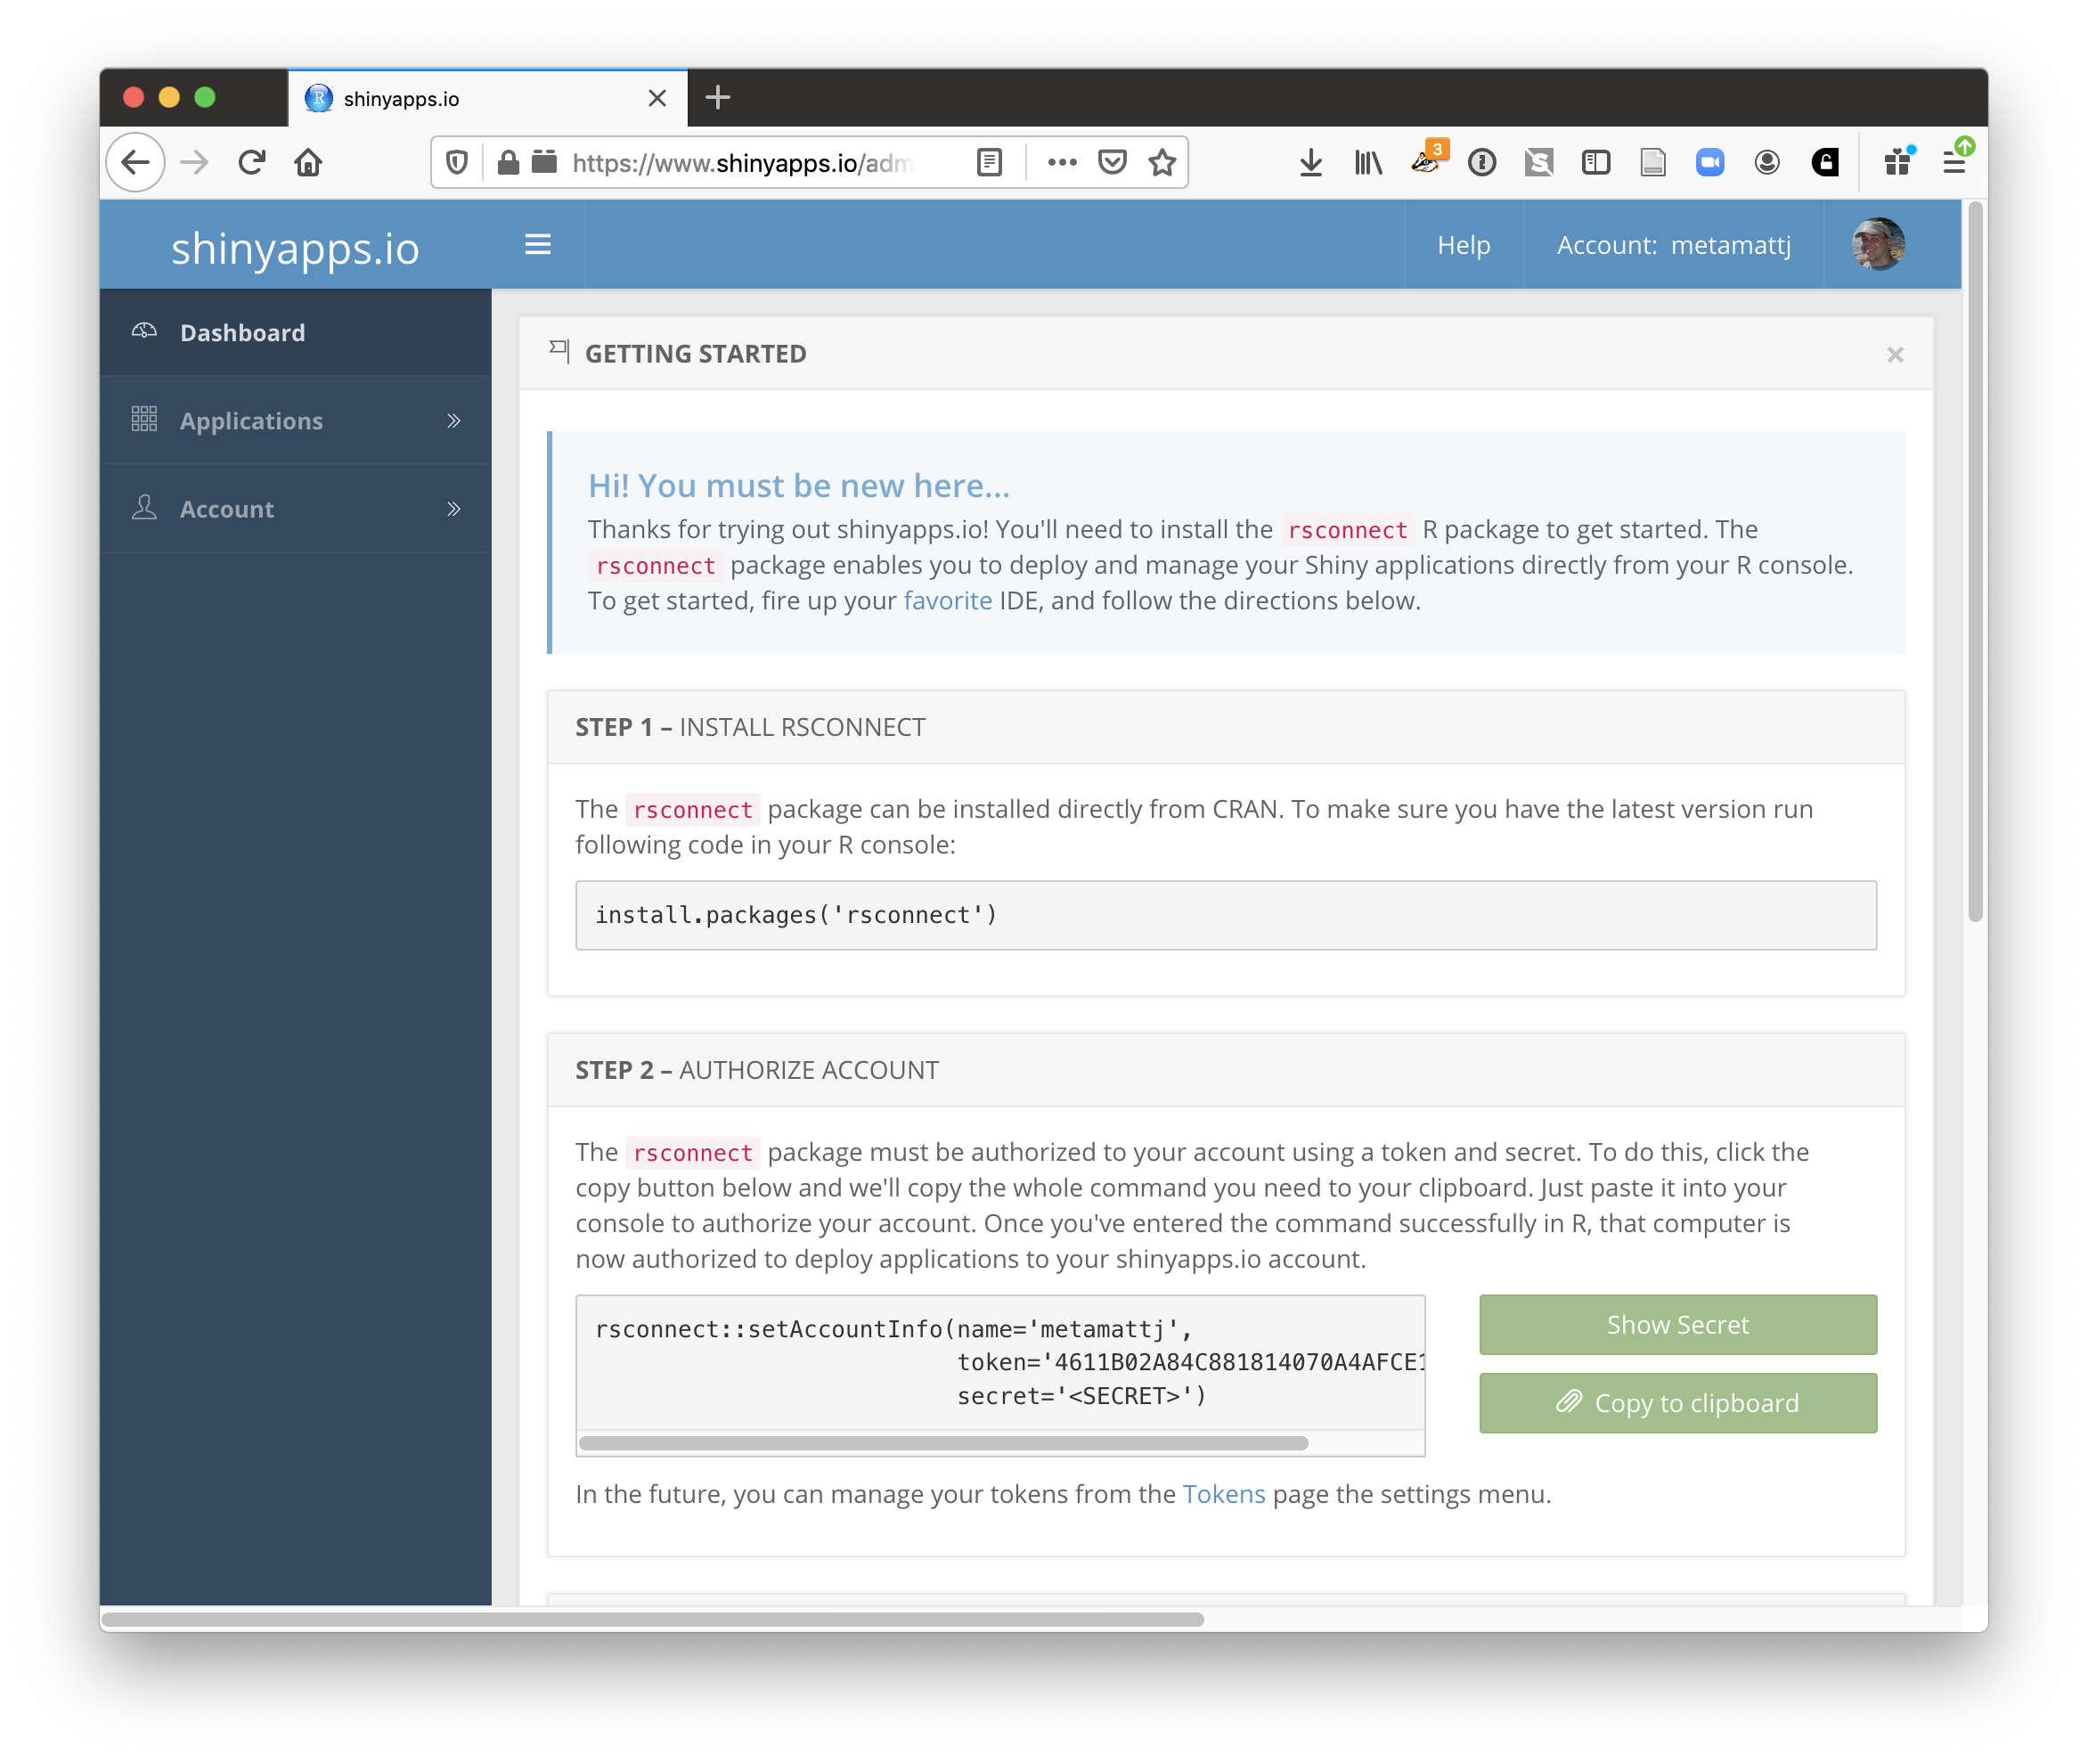 shinyapps.io
https://www.shinyapps.io/adm
3
shinyapps.io
Help
Account: metamattj
Dashboard
Applications
Account
GETTING STARTED
Hi! You must be new here...
Thanks for trying out shinyapps.io! You'll need to install the rsconnect R package to get started. The
rsconnect package enables you to deploy and manage your Shiny applications directly from your R console.
To get started, fire up your favorite IDE, and follow the directions below.
STEP 1 – INSTALL RSCONNECT
The rsconnect package can be installed directly from CRAN. To make sure you have the latest version run
following code in your R console:
install.packages('rsconnect')
STEP 2 – AUTHORIZE ACCOUNT
The rsconnect package must be authorized to your account using a token and secret. To do this, click the
copy button below and we'll copy the whole command you need to your clipboard. Just paste it into your
console to authorize your account. Once you've entered the command successfully in R, that computer is
now authorized to deploy applications to your shinyapps.io account.
rsconnect::setAccountInfo(name='metamattj',
token='4611B02A84C881814070A4AFCE1
secret='<SECRET>')
Show Secret
Copy to clipboard
In the future, you can manage your tokens from the Tokens page the settings menu.